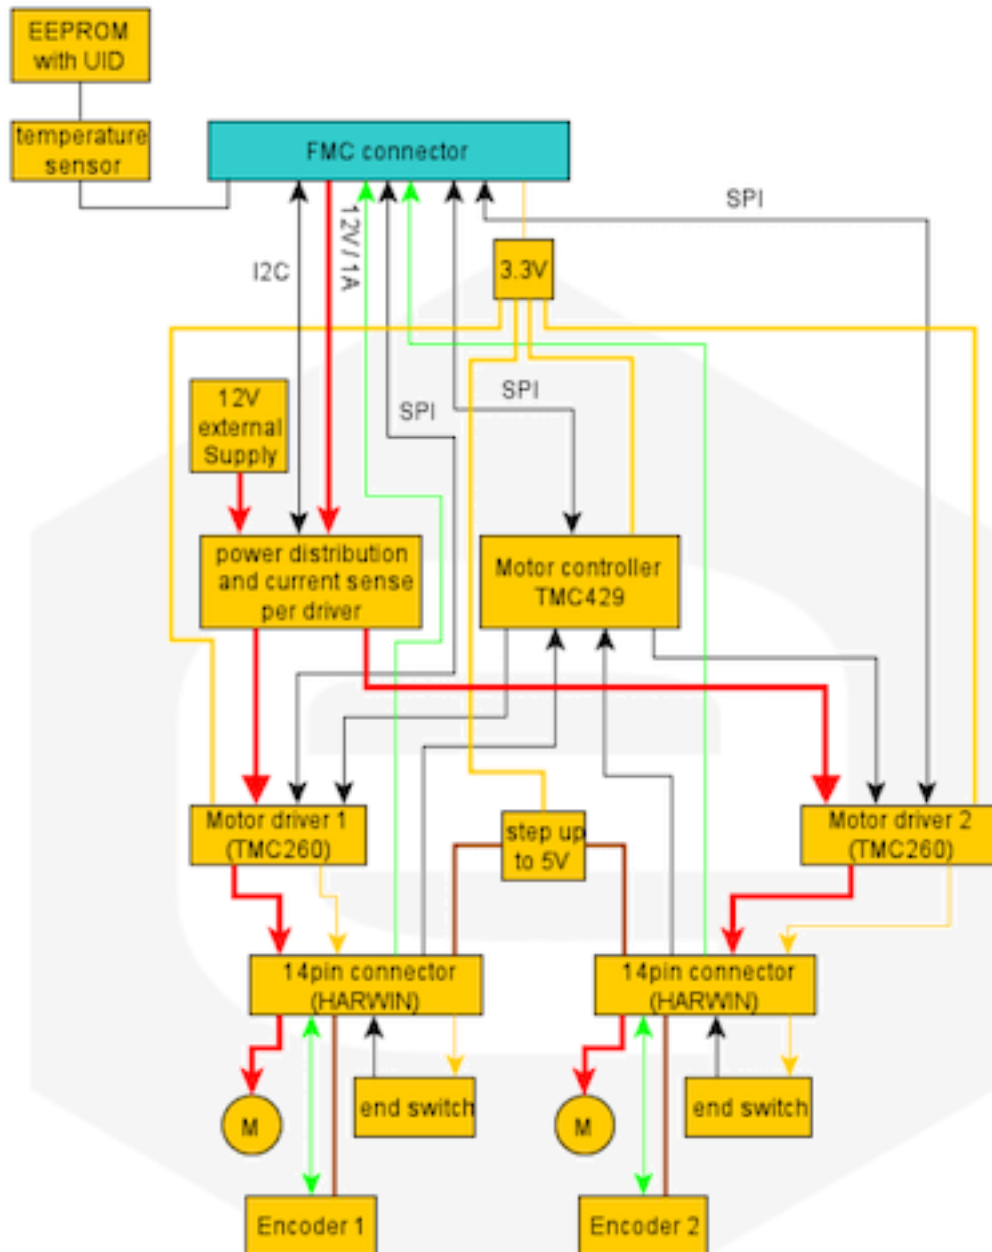 EEPROM
with UID
temperature
sensor
FMC connector
SPI
12V / 1A
I2C
3.3V
12V
external
Supply
SPI
SPI
power distribution
and current sense
per driver
Motor controller
TMC429
Motor driver 1
(TMC260)
step up
to 5V
Motor driver 2
(TMC260)
14pin connector
(HARWIN)
14pin connector
(HARWIN)
M
end switch
M
end switch
Encoder 1
Encoder 2